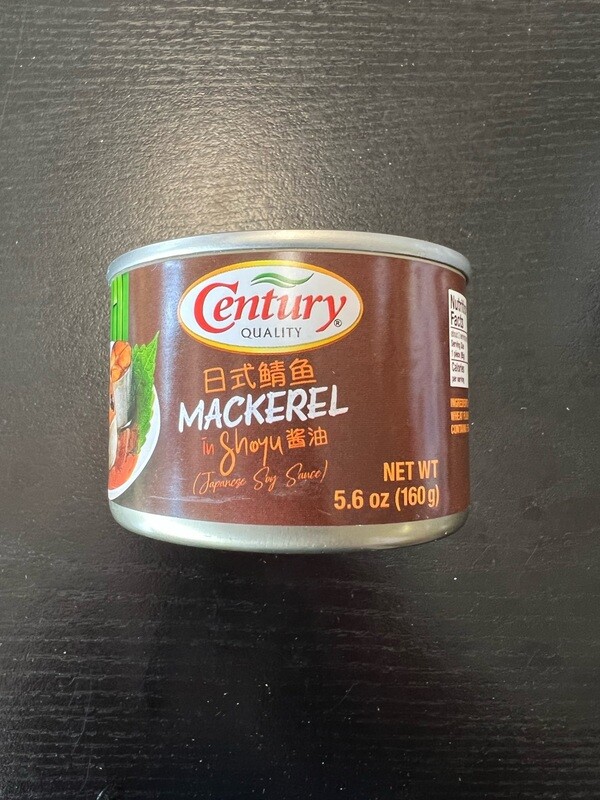 Century
QUALITY
日式鲭鱼
MACKEREL
in Shoyu 酱油
(Japanese Soy Sauce)
NET WT
5.6 oz (160 g)
Facts
Calories